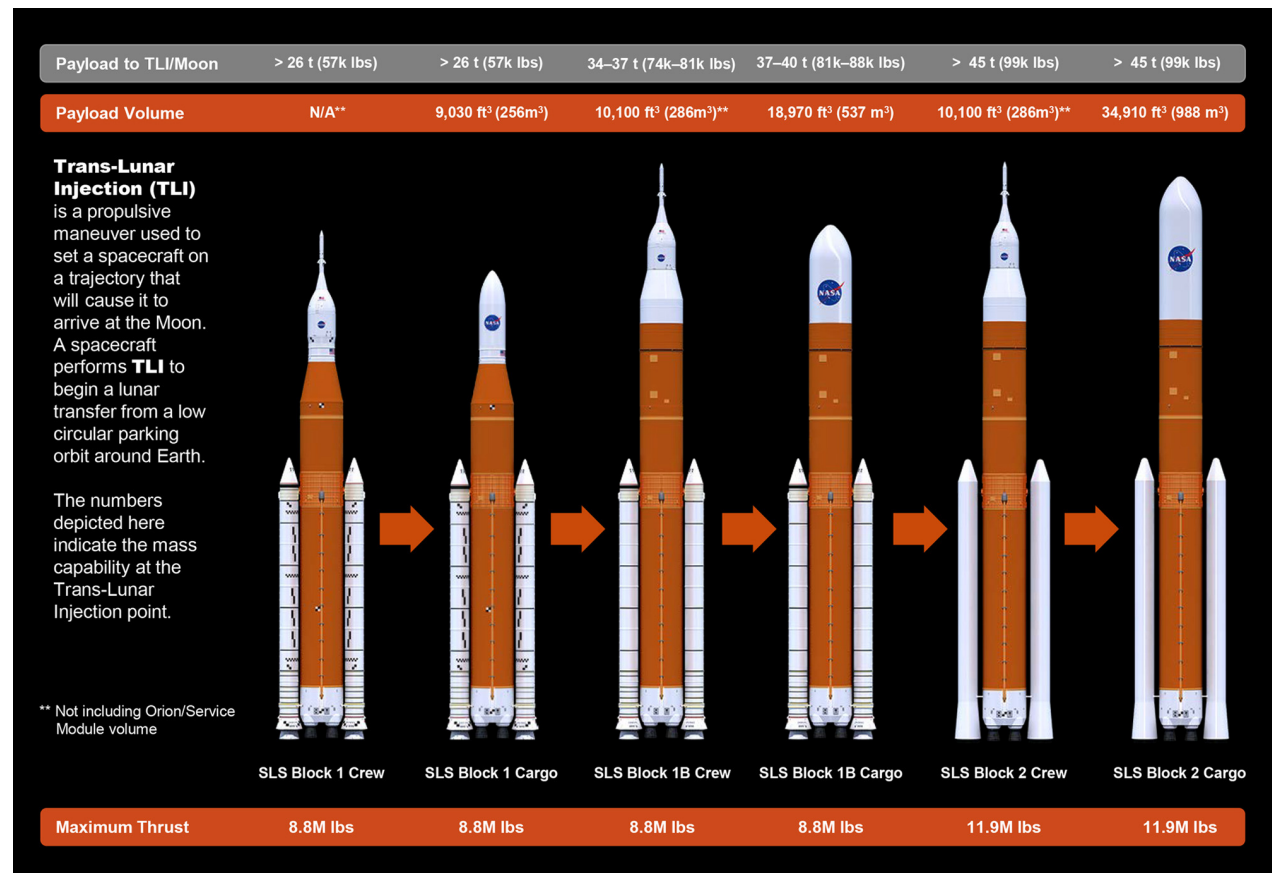 Payload to TLI/Moon > 26 t (57k lbs) > 26 t (57k lbs) 34–37 t (74k–81k lbs) 37–40 t (81k–88k lbs) > 45 t (99k lbs) > 45 t (99k lbs)
Payload Volume N/A** 9,030 ft³ (256m³) 10,100 ft³ (286m³)** 18,970 ft³ (537 m³) 10,100 ft³ (286m³)** 34,910 ft³ (988 m³)
Trans-Lunar
Injection (TLI)
is a propulsive
maneuver used to
set a spacecraft on
a trajectory that
will cause it to
arrive at the Moon.
A spacecraft
performs TLI to
begin a lunar
transfer from a low
circular parking
orbit around Earth.
The numbers
depicted here
indicate the mass
capability at the
Trans-Lunar
Injection point.
** Not including Orion/Service
Module volume
NASA
NASA
NASA
SLS Block 1 Crew SLS Block 1 Cargo SLS Block 1B Crew SLS Block 1B Cargo SLS Block 2 Crew SLS Block 2 Cargo
Maximum Thrust 8.8M lbs 8.8M lbs 8.8M lbs 8.8M lbs 11.9M lbs 11.9M lbs